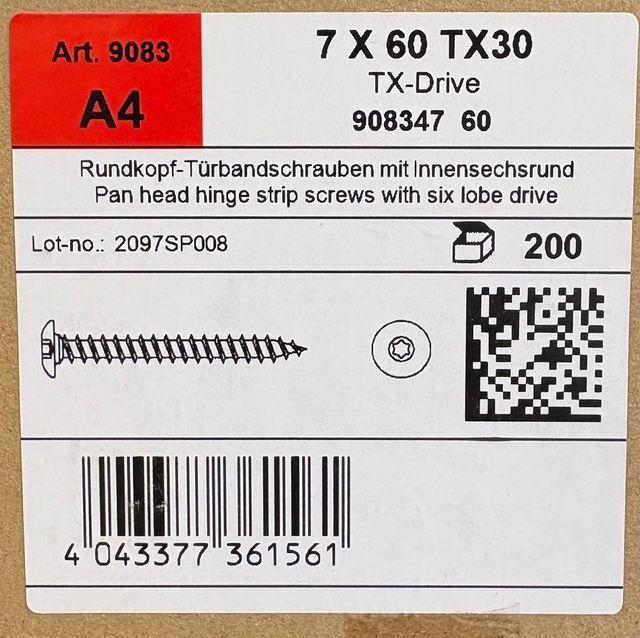 Art. 9083
A4
7 X 60 TX30
TX-Drive
908347 60
Rundkopf-Türbandschrauben mit Innensechsrund
Pan head hinge strip screws with six lobe drive
Lot-no.: 2097SP008
200
4 043377 361561